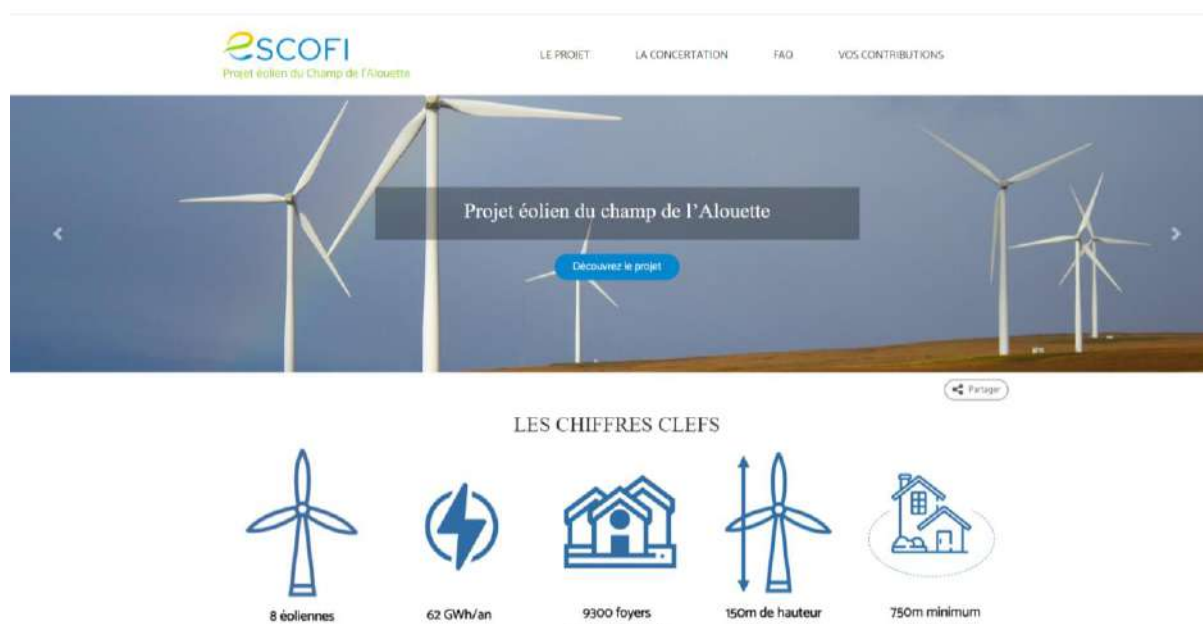 escofi
Projet éolien du Champ de l'Alouette
LE PROJET LA CONCERTATION FAQ VOS CONTRIBUTIONS
Projet éolien du champ de l'Alouette
Découvrez le projet
Partager
LES CHIFFRES CLEFS
8 éoliennes 62 GWh/an 9300 foyers 150m de hauteur 750m minimum